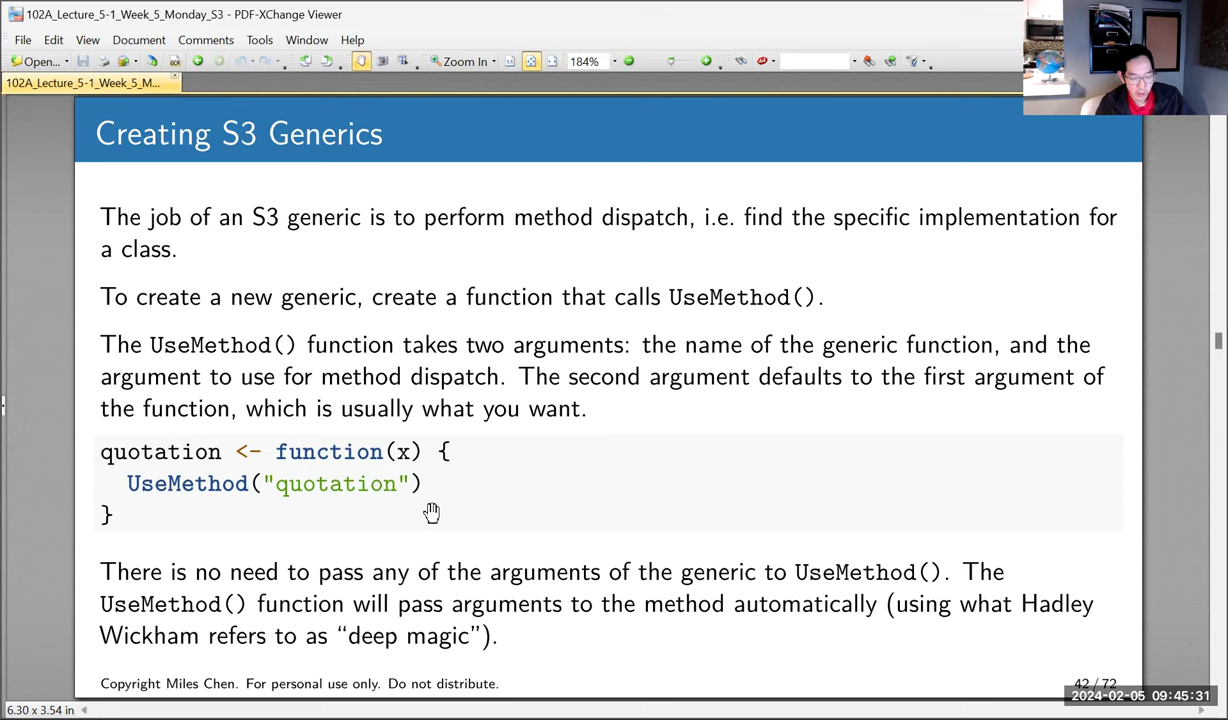 102A_Lecture_5-1_Week_5_Monday_S3 - PDF-XChange Viewer
File Edit View Document Comments Tools Window Help
Open... Zoom In 184%
102A_Lecture_5-1_Week_5_M...
Creating S3 Generics
The job of an S3 generic is to perform method dispatch, i.e. find the specific implementation for
a class.
To create a new generic, create a function that calls UseMethod().
The UseMethod() function takes two arguments: the name of the generic function, and the
argument to use for method dispatch. The second argument defaults to the first argument of
the function, which is usually what you want.
quotation <- function(x) {
UseMethod("quotation")
}
There is no need to pass any of the arguments of the generic to UseMethod(). The
UseMethod() function will pass arguments to the method automatically (using what Hadley
Wickham refers to as “deep magic”).
Copyright Miles Chen. For personal use only. Do not distribute.
42 / 72
2024-02-05 09:45:31
6.30 x 3.54 in